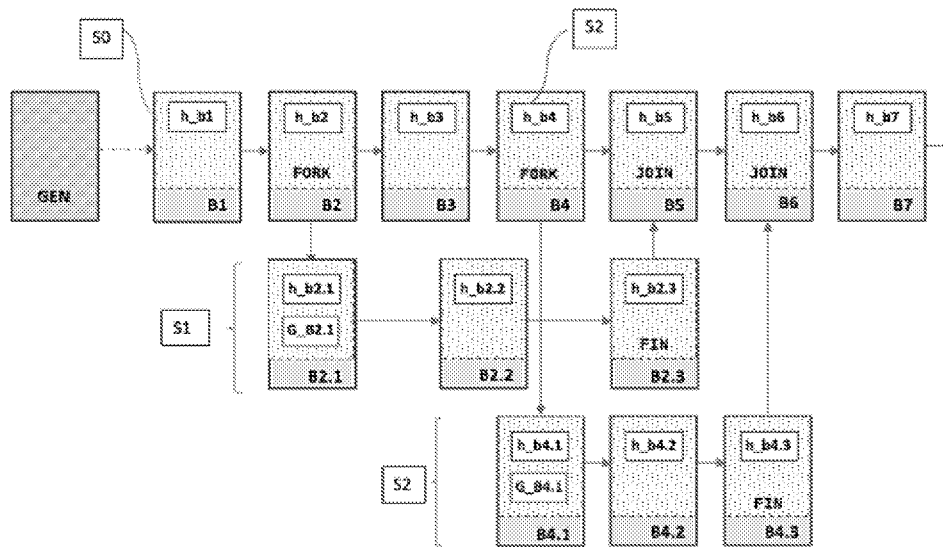 S0
S2
GEN
h_b1
B1
h_b2
FORK
B2
h_b3
B3
h_b4
FORK
B4
h_b5
JOIN
B5
h_b6
JOIN
B6
h_b7
B7
S1
h_b2.1
G_B2.1
B2.1
h_b2.2
B2.2
h_b2.3
FIN
B2.3
S2
h_b4.1
G_B4.1
B4.1
h_b4.2
B4.2
h_b4.3
FIN
B4.3